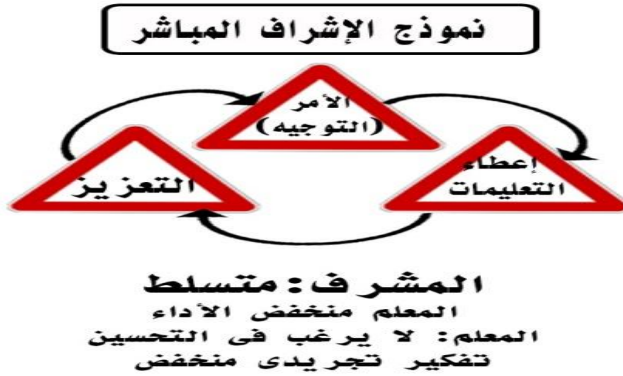 نموذج الإشراف المباشر
الأمر
(التوجيه)
إعطاء
التعليمات
التعزيز
المشرف: متسلط
المعلم منخفض الأداء
المعلم: لا يرغب فى التحسين
تفكير تجريدى منخفض